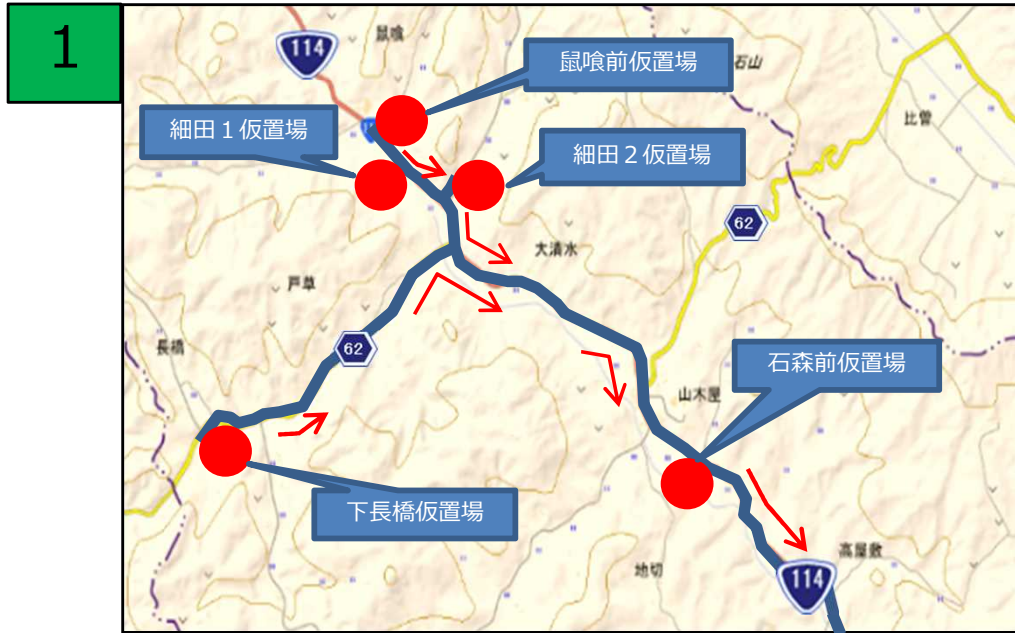 1
114
鼠喰
鼠喰前仮置場
石山
細田１仮置場
細田２仮置場
比曽
62
大清水
戸草
62
長橋
石森前仮置場
山木屋
下長橋仮置場
高屋敷
地切
114